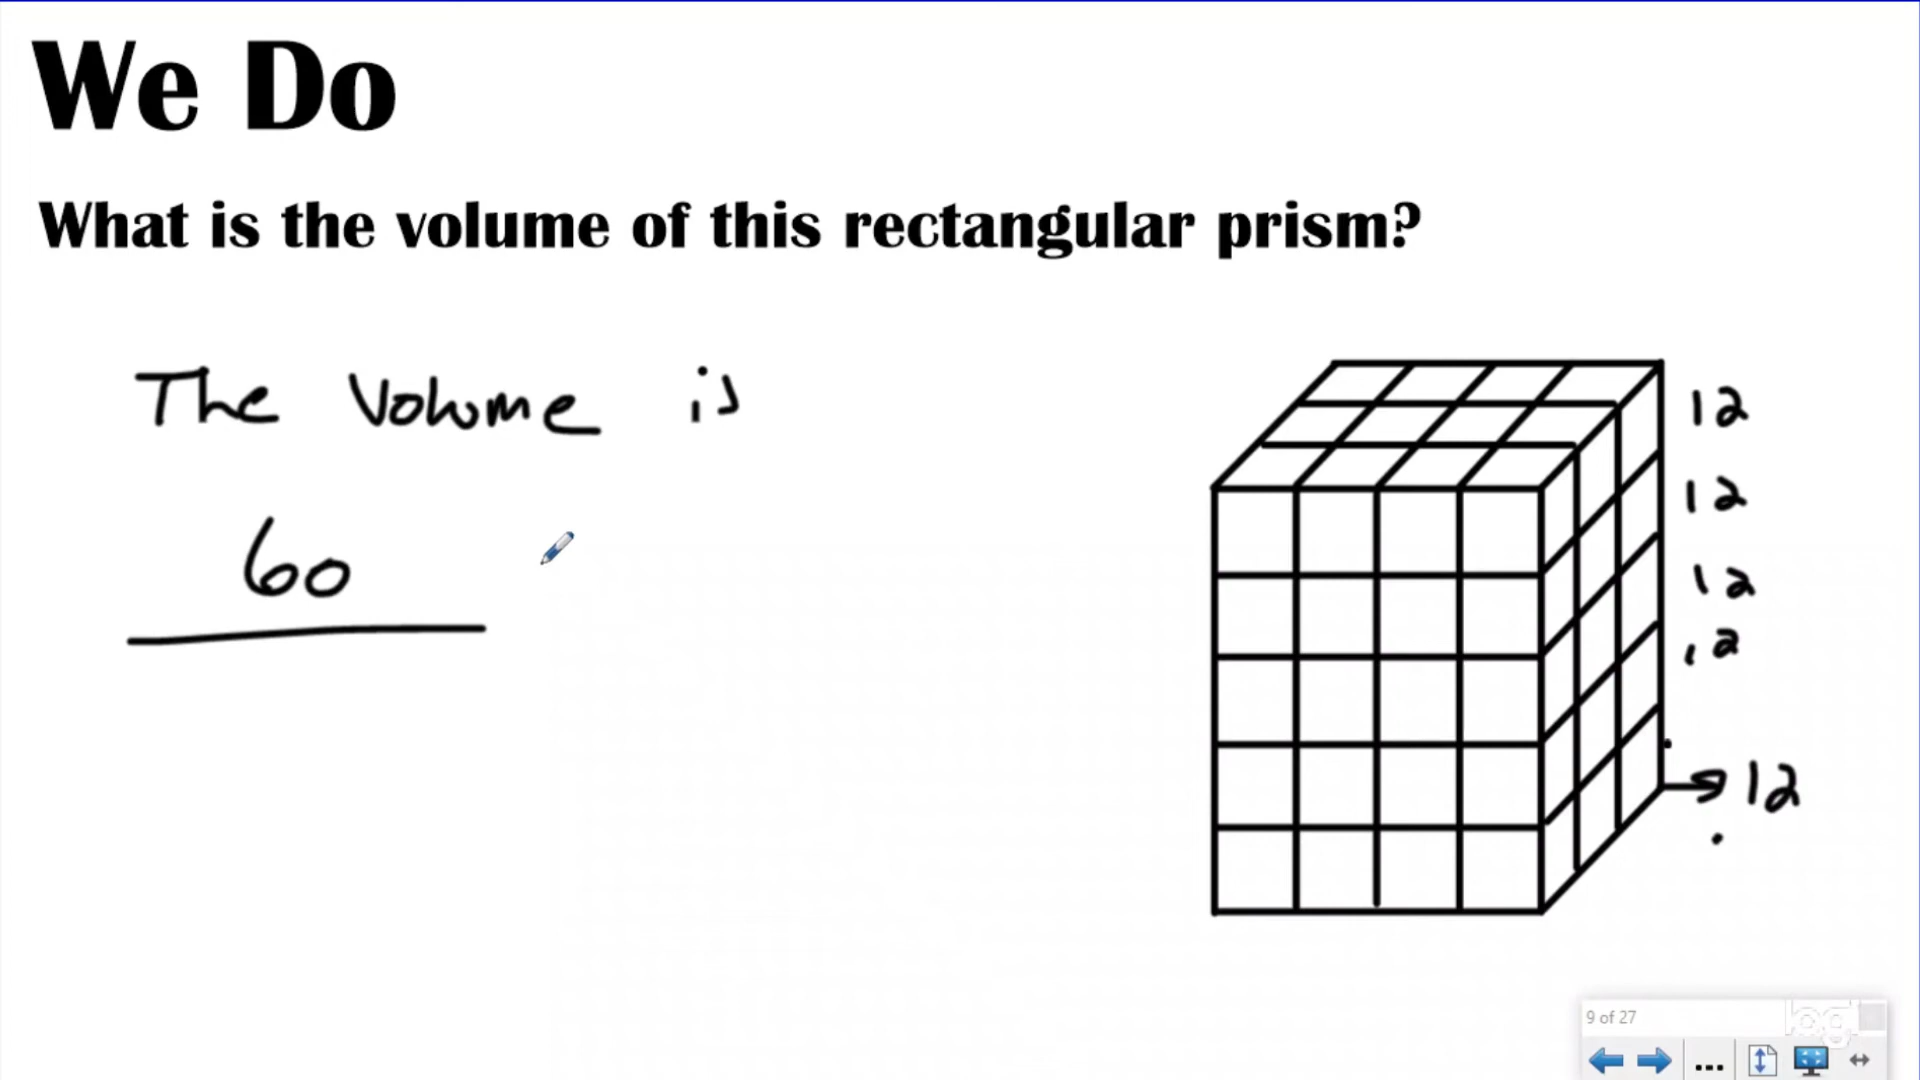 We Do
What is the volume of this rectangular prism?
The Volume is
60
12
12
12
12
12
9 of 27
log